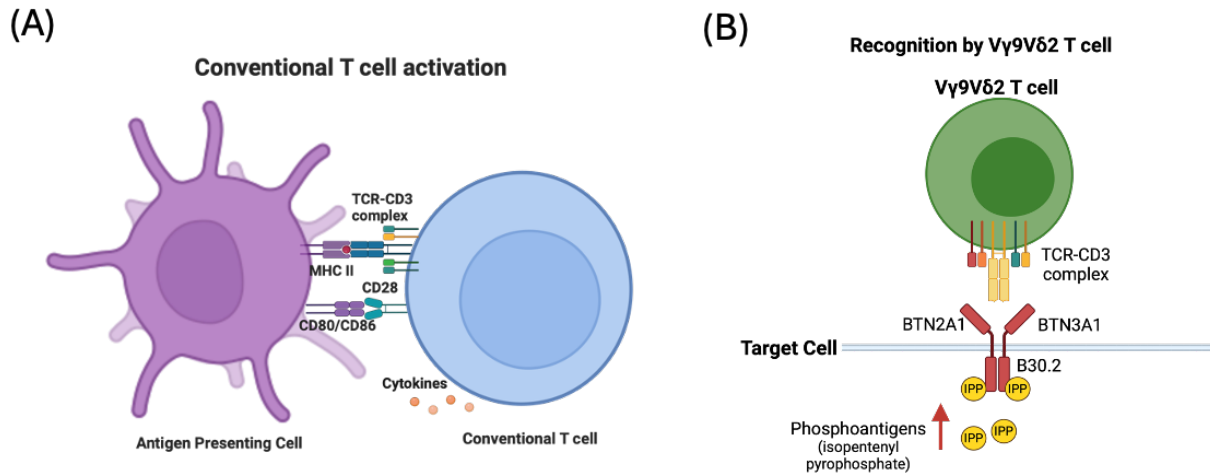 (A)
Conventional T cell activation
TCR-CD3
complex
MHC II
CD28
CD80/CD86
Cytokines
Antigen Presenting Cell
Conventional T cell
(B)
Recognition by Vγ9Vδ2 T cell
Vγ9Vδ2 T cell
TCR-CD3
complex
BTN2A1
BTN3A1
Target Cell
B30.2
IPP
IPP
Phosphoantigens
(isopentenyl
pyrophosphate)
IPP
IPP